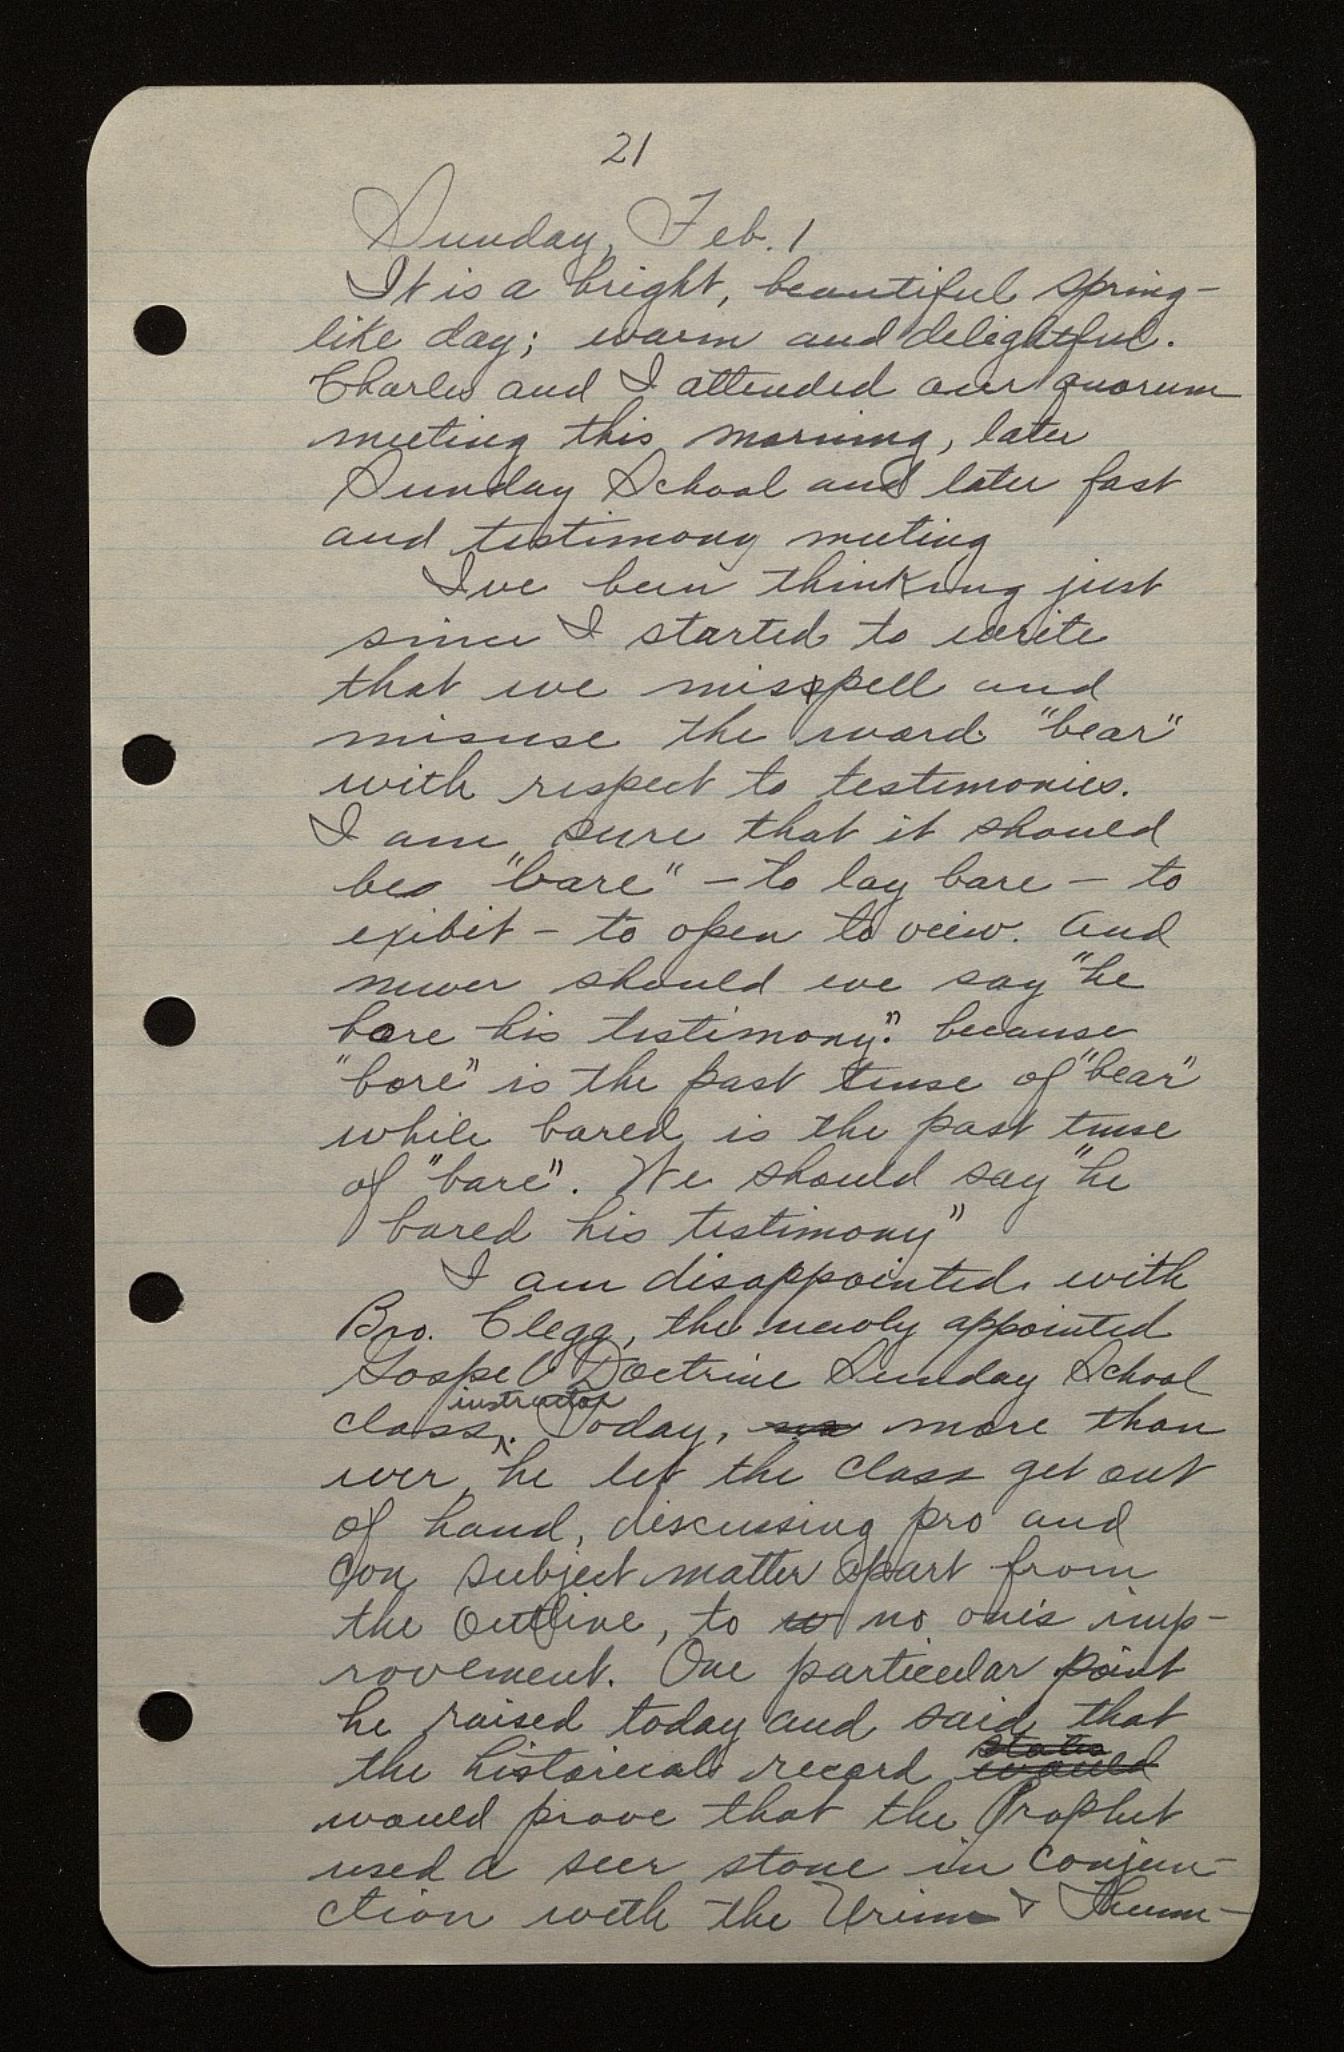 21
Sunday, Feb. 1
It is a bright, beautiful spring-
like day; warm and delightful.
Charles and I attended our quorum
meeting this morning, later
Sunday School and later fast
and testimony meeting
I've been thinking just
since I started to write
that we misspell and
misuse the word "bear"
with respect to testimonies.
I am sure that it should
be "bare" - to lay bare - to
exibit - to open to veiw. And
never should we say "he
bore his testimony". because
"bore" is the past tense of "bear"
while bared is the past tense
of "bare". We should say "he
bared his testimony"
I am disappointed with
Bro. Clegg, the newly appointed
Gospel Doctrine Sunday School
class instructor. Today, more than
ever, he let the class get out
of hand, discussing pro and
con subject matter apart from
the outline, to no one's imp-
rovement. One particular point
he raised today and said that
the historical record states would
would prove that the Prophet
used a seer stone in conjun-
ction with the Urim & Thumm-